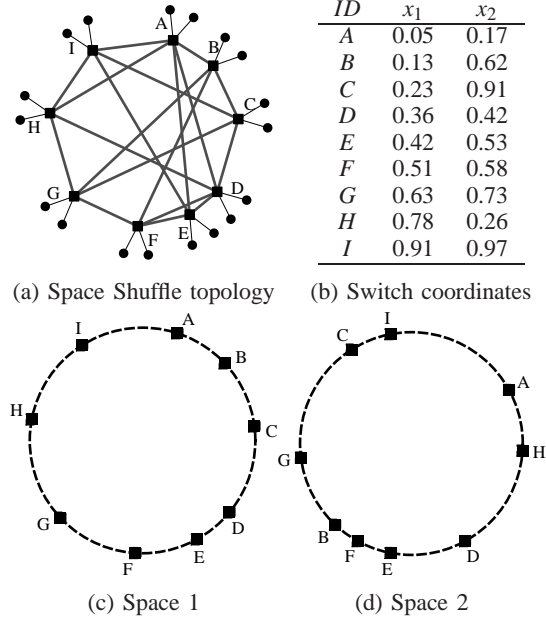 A
B
C
D
E
F
G
H
I
(a) Space Shuffle topology
ID x1 x2
A 0.05 0.17
B 0.13 0.62
C 0.23 0.91
D 0.36 0.42
E 0.42 0.53
F 0.51 0.58
G 0.63 0.73
H 0.78 0.26
I 0.91 0.97
(b) Switch coordinates
A
B
C
D
E
F
G
H
I
(c) Space 1
I
A
H
D
E
F
B
G
C
(d) Space 2